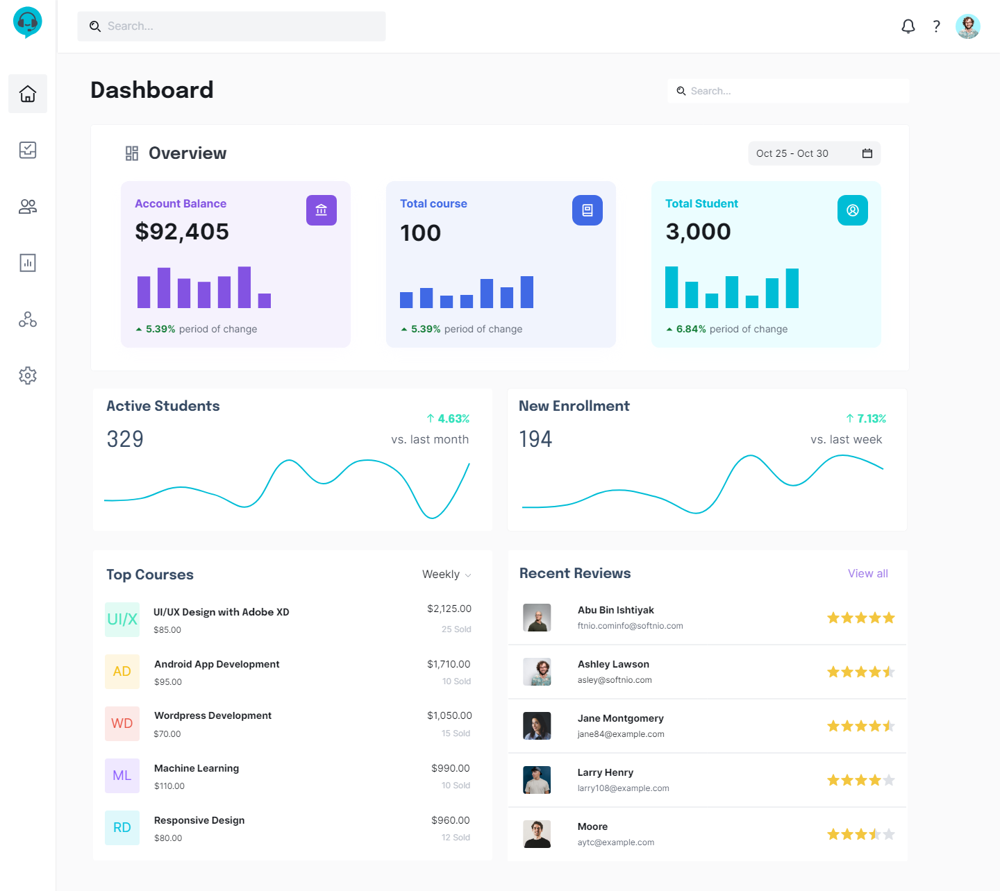 Search...
?
Dashboard
Search...
Overview
Oct 25 - Oct 30
Account Balance
$92,405
5.39% period of change
Total course
100
5.39% period of change
Total Student
3,000
6.84% period of change
Active Students
↑ 4.63%
329
vs. last month
New Enrollment
↑ 7.13%
194
vs. last week
Top Courses
Weekly
UI/X
UI/UX Design with Adobe XD
$2,125.00
$85.00
25 Sold
AD
Android App Development
$1,710.00
$95.00
10 Sold
WD
Wordpress Development
$1,050.00
$70.00
15 Sold
ML
Machine Learning
$990.00
$110.00
10 Sold
RD
Responsive Design
$960.00
$80.00
12 Sold
Recent Reviews
View all
Abu Bin Ishtiyak
ftnio.cominfo@softnio.com
Ashley Lawson
asley@softnio.com
Jane Montgomery
jane84@example.com
Larry Henry
larry108@example.com
Moore
aytc@example.com